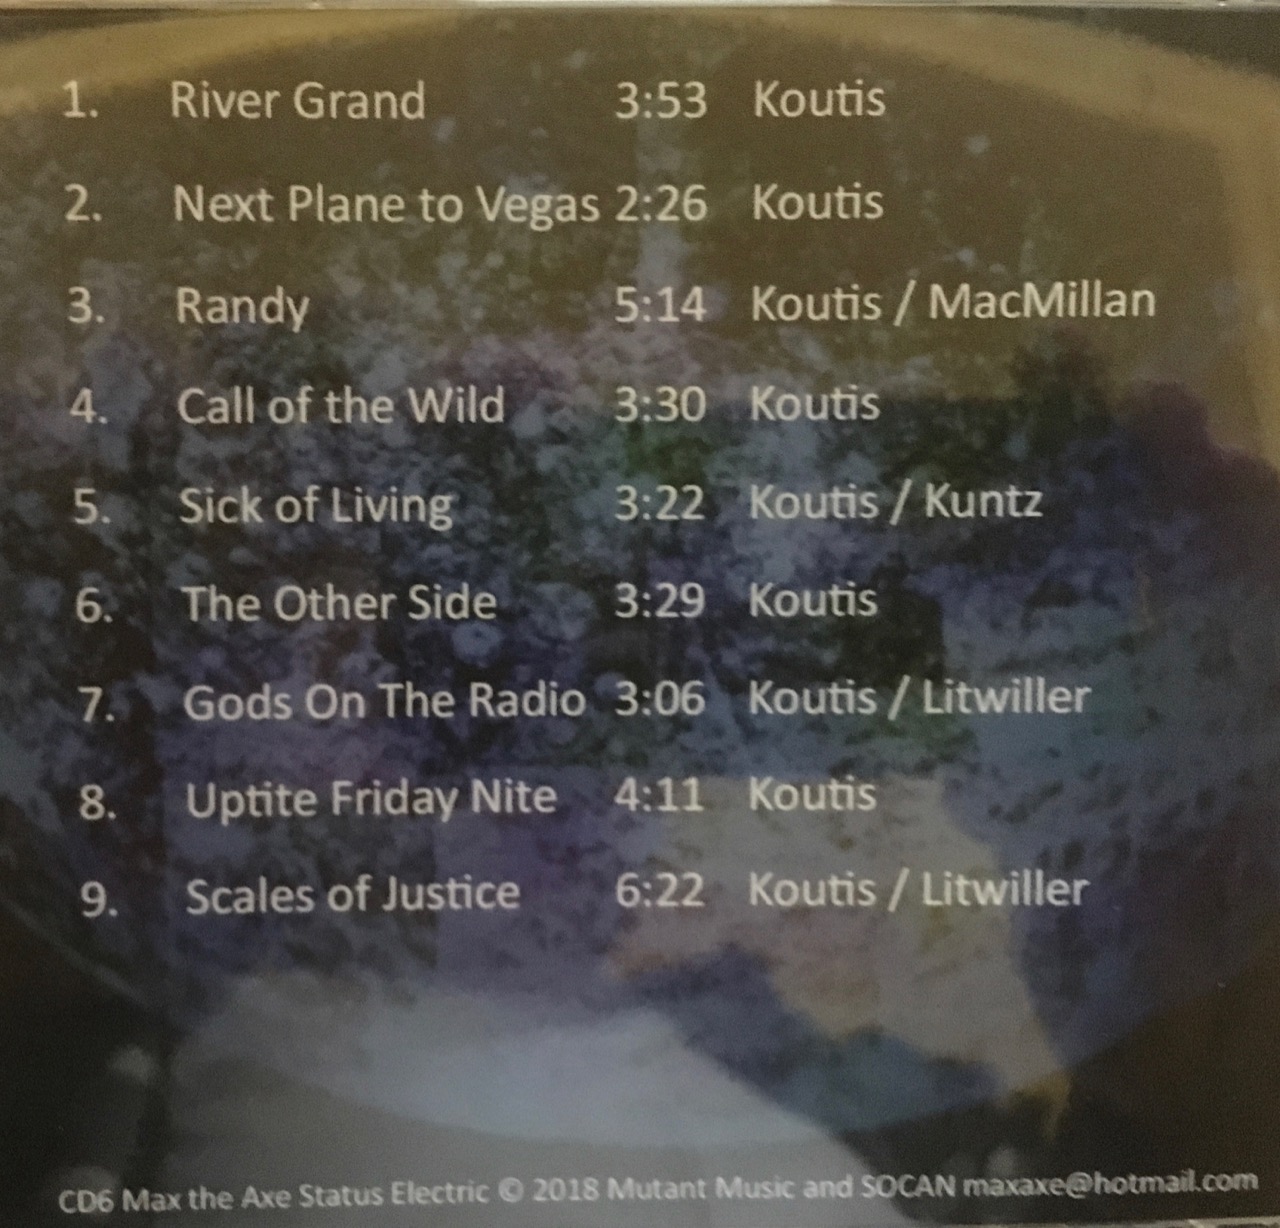 1. River Grand 3:53 Koutis
2. Next Plane to Vegas 2:26 Koutis
3. Randy 5:14 Koutis / MacMillan
4. Call of the Wild 3:30 Koutis
5. Sick of Living 3:22 Koutis / Kuntz
6. The Other Side 3:29 Koutis
7. Gods On The Radio 3:06 Koutis / Litwiller
8. Uptite Friday Nite 4:11 Koutis
9. Scales of Justice 6:22 Koutis / Litwiller
CD6 Max the Axe Status Electric © 2018 Mutant Music and SOCAN maxaxe@hotmail.com